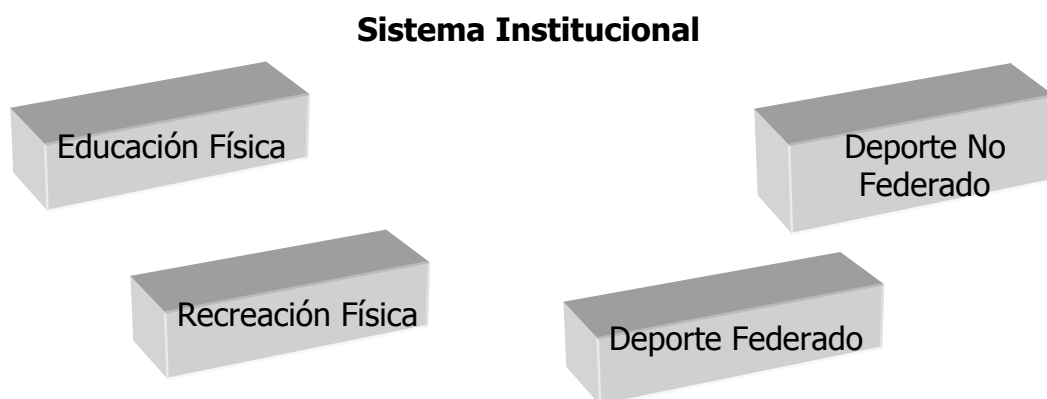 Sistema Institucional
Educación Física
Deporte No
Federado
Recreación Física
Deporte Federado